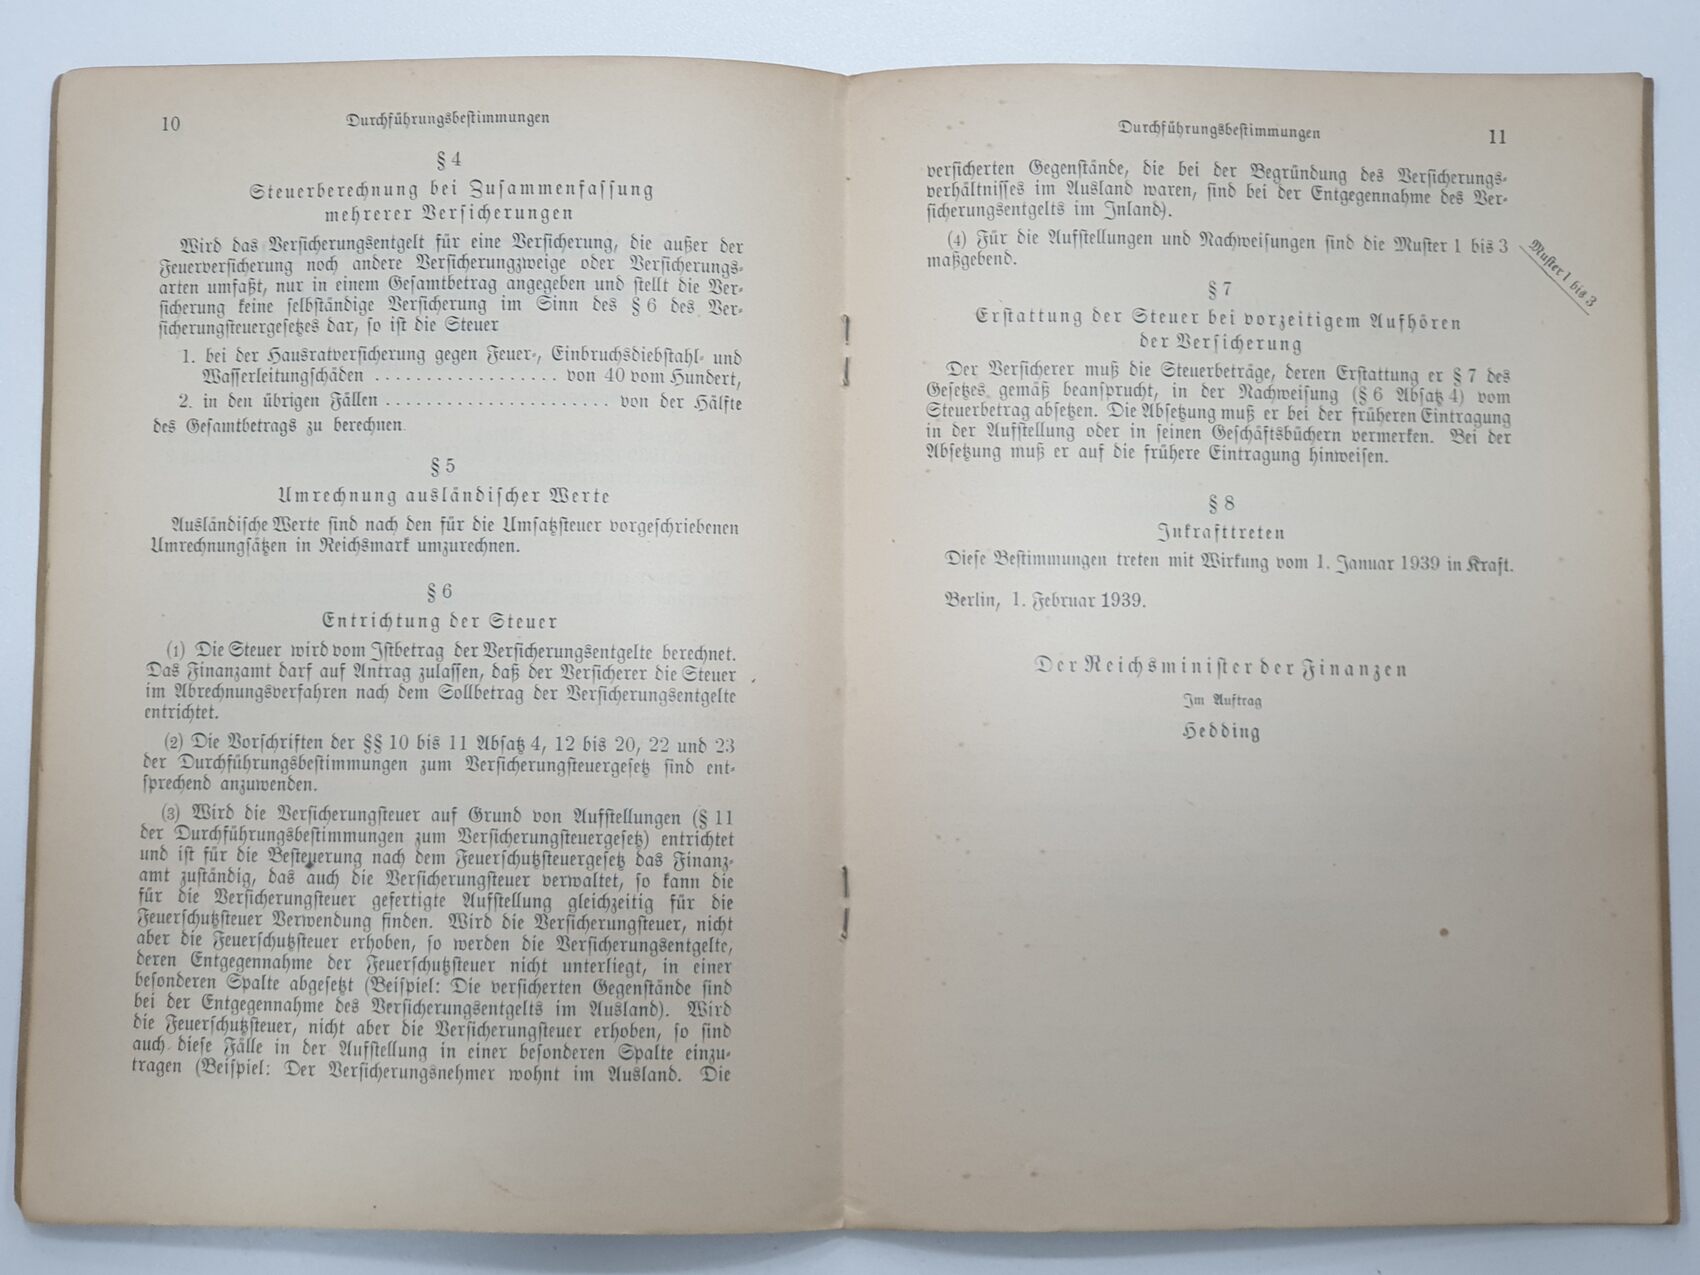 10
Durchführungsbestimmungen
§ 4
Steuerberechnung bei Zusammenfassung
mehrerer Versicherungen
Wird das Versicherungsentgelt für eine Versicherung, die außer der
Feuerversicherung noch andere Versicherungzweige oder Versicherungs-
arten umfaßt, nur in einem Gesamtbetrag angegeben und stellt die Ver-
sicherung keine selbständige Versicherung im Sinn des § 6 des Ver-
sicherungsteuergesetzes dar, so ist die Steuer
1. bei der Hausratversicherung gegen Feuer-, Einbruchsdiebstahl- und
Wasserleitungschäden .................. von 40 vom Hundert,
2. in den übrigen Fällen ...................... von der Hälfte
des Gesamtbetrags zu berechnen.
§ 5
Umrechnung ausländischer Werte
Ausländische Werte sind nach den für die Umsatzsteuer vorgeschriebenen
Umrechnungsätzen in Reichsmark umzurechnen.
§ 6
Entrichtung der Steuer
(1) Die Steuer wird vom Istbetrag der Versicherungsentgelte berechnet.
Das Finanzamt darf auf Antrag zulassen, daß der Versicherer die Steuer
im Abrechnungsverfahren nach dem Sollbetrag der Versicherungsentgelte
entrichtet.
(2) Die Vorschriften der §§ 10 bis 11 Absatz 4, 12 bis 20, 22 und 23
der Durchführungsbestimmungen zum Versicherungsteuergesetz sind ent-
sprechend anzuwenden.
(3) Wird die Versicherungsteuer auf Grund von Aufstellungen (§ 11
der Durchführungsbestimmungen zum Versicherungsteuergesetz) entrichtet
und ist für die Besteuerung nach dem Feuerschutzsteuergesetz das Finanz-
amt zuständig, das auch die Versicherungsteuer verwaltet, so kann die
für die Versicherungsteuer gefertigte Aufstellung gleichzeitig für die
Feuerschutzsteuer Verwendung finden. Wird die Versicherungsteuer, nicht
aber die Feuerschutzsteuer erhoben, so werden die Versicherungsentgelte,
deren Entgegennahme der Feuerschutzsteuer nicht unterliegt, in einer
besonderen Spalte abgesetzt (Beispiel: Die versicherten Gegenstände sind
bei der Entgegennahme des Versicherungsentgelts im Ausland). Wird
die Feuerschutzsteuer, nicht aber die Versicherungsteuer erhoben, so sind
auch diese Fälle in der Aufstellung in einer besonderen Spalte einzu-
tragen (Beispiel: Der Versicherungsnehmer wohnt im Ausland. Die
Durchführungsbestimmungen
11
versicherten Gegenstände, die bei der Begründung des Versicherungs-
verhältnisses im Ausland waren, sind bei der Entgegennahme des Ver-
sicherungsentgelts im Inland).
(4) Für die Aufstellungen und Nachweisungen sind die Muster 1 bis 3
maßgebend.
Muster 1 bis 3
§ 7
Erstattung der Steuer bei vorzeitigem Aufhören
der Versicherung
Der Versicherer muß die Steuerbeträge, deren Erstattung er § 7 des
Gesetzes gemäß beansprucht, in der Nachweisung (§ 6 Absatz 4) vom
Steuerbetrag absetzen. Die Absetzung muß er bei der früheren Eintragung
in der Aufstellung oder in seinen Geschäftsbüchern vermerken. Bei der
Absetzung muß er auf die frühere Eintragung hinweisen.
§ 8
Inkrafttreten
Diese Bestimmungen treten mit Wirkung vom 1. Januar 1939 in Kraft.
Berlin, 1. Februar 1939.
Der Reichsminister der Finanzen
Im Auftrag
Hedding